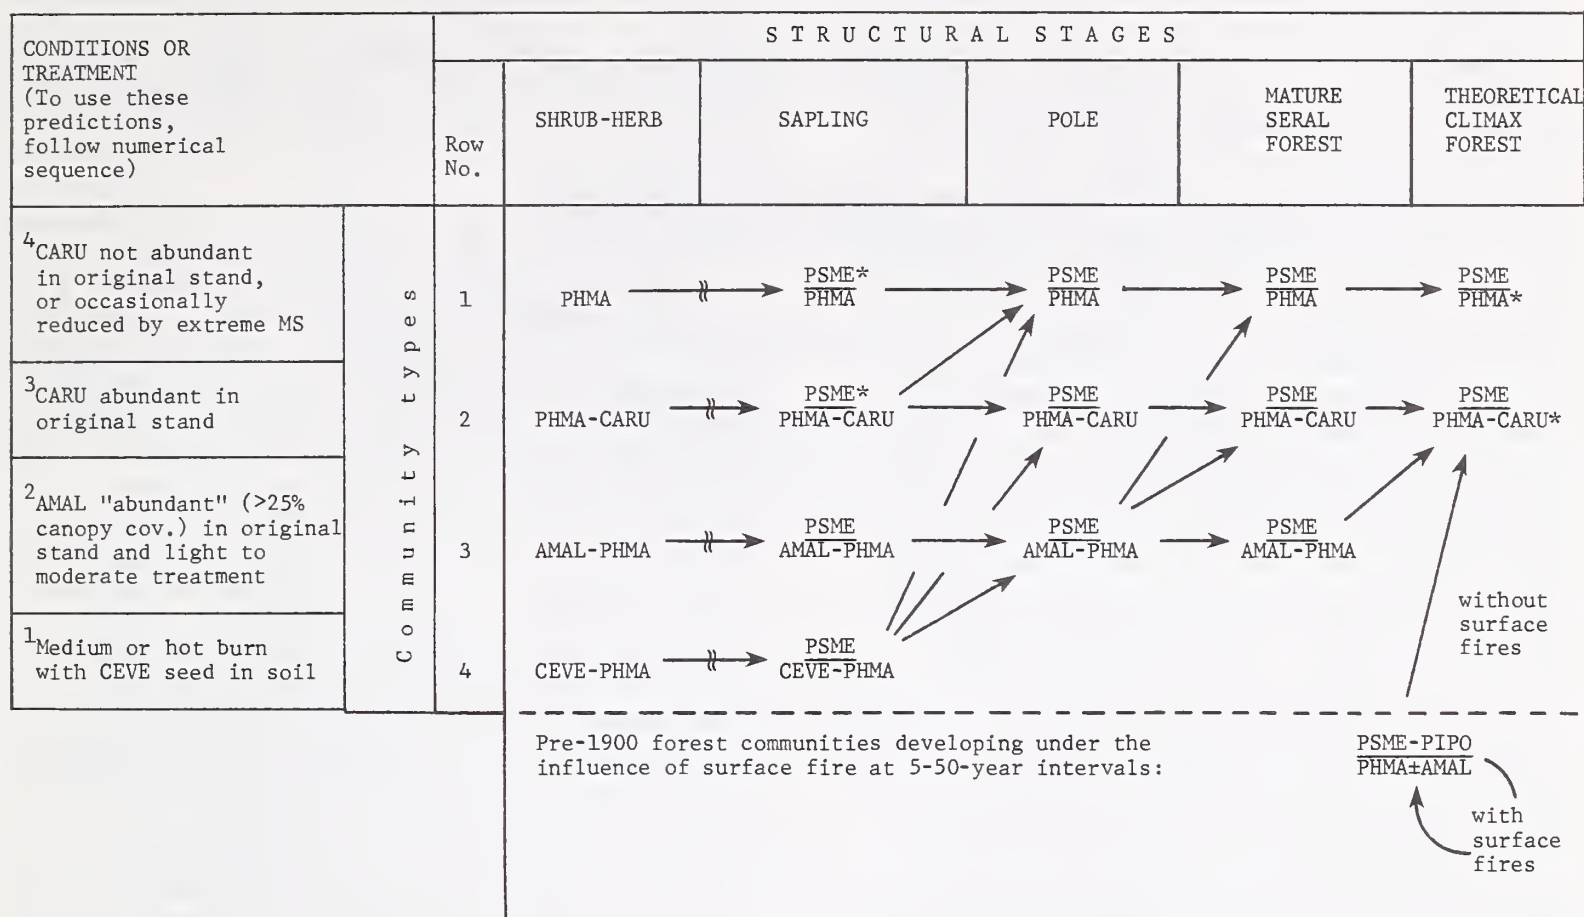 CONDITIONS OR
TREATMENT
(To use these
predictions,
follow numerical
sequence)
S T R U C T U R A L   S T A G E S
Row
No.
SHRUB-HERB
SAPLING
POLE
MATURE
SERAL
FOREST
THEORETICAL
CLIMAX
FOREST
C o m m u n i t y   t y p e s
4CARU not abundant
in original stand,
or occasionally
reduced by extreme MS
1
PHMA
PSME*
PHMA
PSME
PHMA
PSME
PHMA
PSME
PHMA*
3CARU abundant in
original stand
2
PHMA-CARU
PSME*
PHMA-CARU
PSME
PHMA-CARU
PSME
PHMA-CARU
PSME
PHMA-CARU*
2AMAL "abundant" (>25%
canopy cov.) in original
stand and light to
moderate treatment
3
AMAL-PHMA
PSME
AMAL-PHMA
PSME
AMAL-PHMA
PSME
AMAL-PHMA
1Medium or hot burn
with CEVE seed in soil
4
CEVE-PHMA
PSME
CEVE-PHMA
without
surface
fires
Pre-1900 forest communities developing under the
influence of surface fire at 5-50-year intervals:
PSME-PIPO
PHMA±AMAL
with
surface
fires